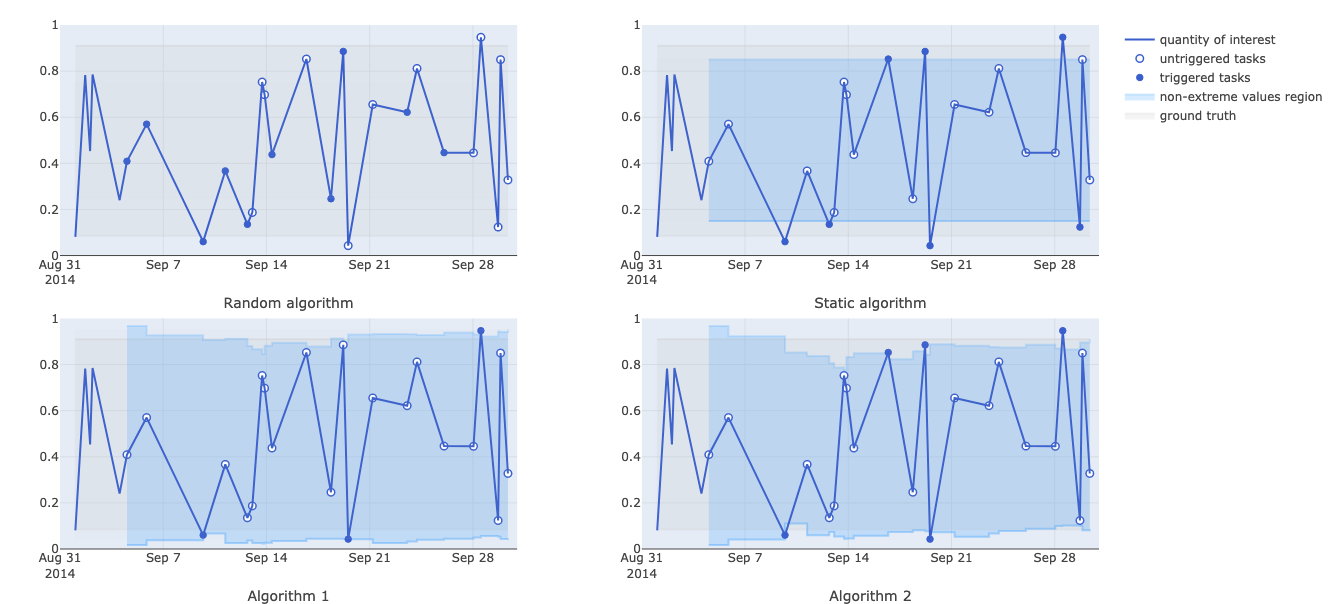 1
0.8
0.6
0.4
0.2
0
Aug 31
2014
Sep 7
Sep 14
Sep 21
Sep 28
Random algorithm
1
0.8
0.6
0.4
0.2
0
Aug 31
2014
Sep 7
Sep 14
Sep 21
Sep 28
Static algorithm
quantity of interest
untriggered tasks
triggered tasks
non-extreme values region
ground truth
1
0.8
0.6
0.4
0.2
0
Aug 31
2014
Sep 7
Sep 14
Sep 21
Sep 28
Algorithm 1
1
0.8
0.6
0.4
0.2
0
Aug 31
2014
Sep 7
Sep 14
Sep 21
Sep 28
Algorithm 2